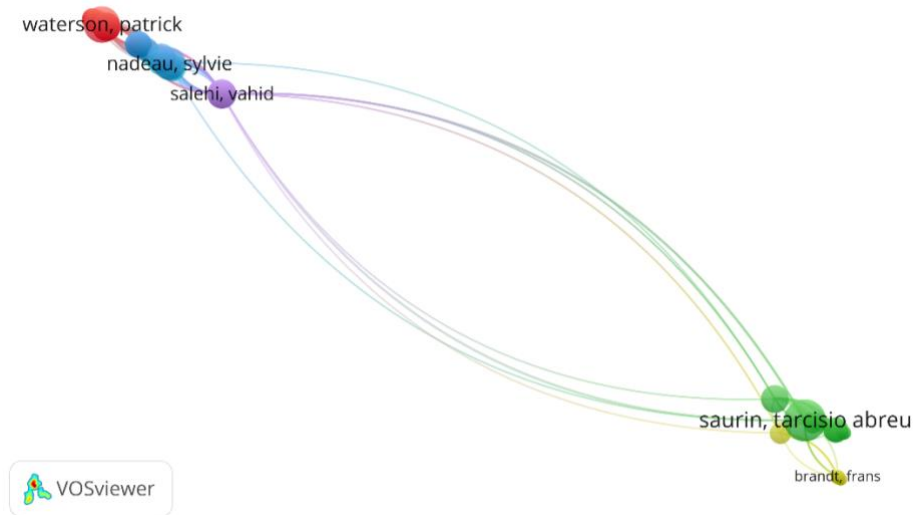 waterson, patrick
nadeau, sylvie
salehi, vahid
saurin, tarcisio abreu
brandt, frans
VOSviewer